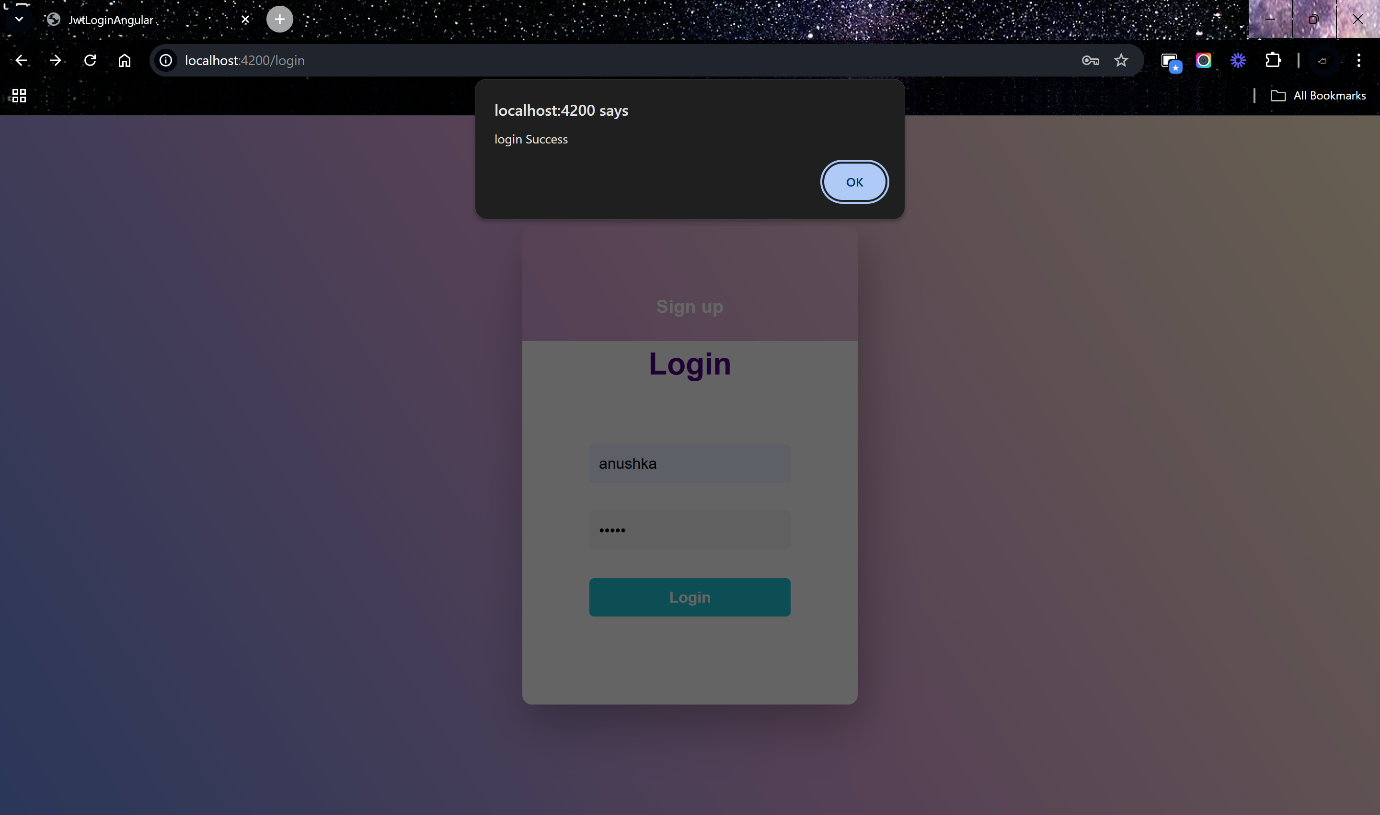 JwtLoginAngular
localhost:4200/login
All Bookmarks
localhost:4200 says
login Success
OK
Sign up
Login
anushka
•••••
Login